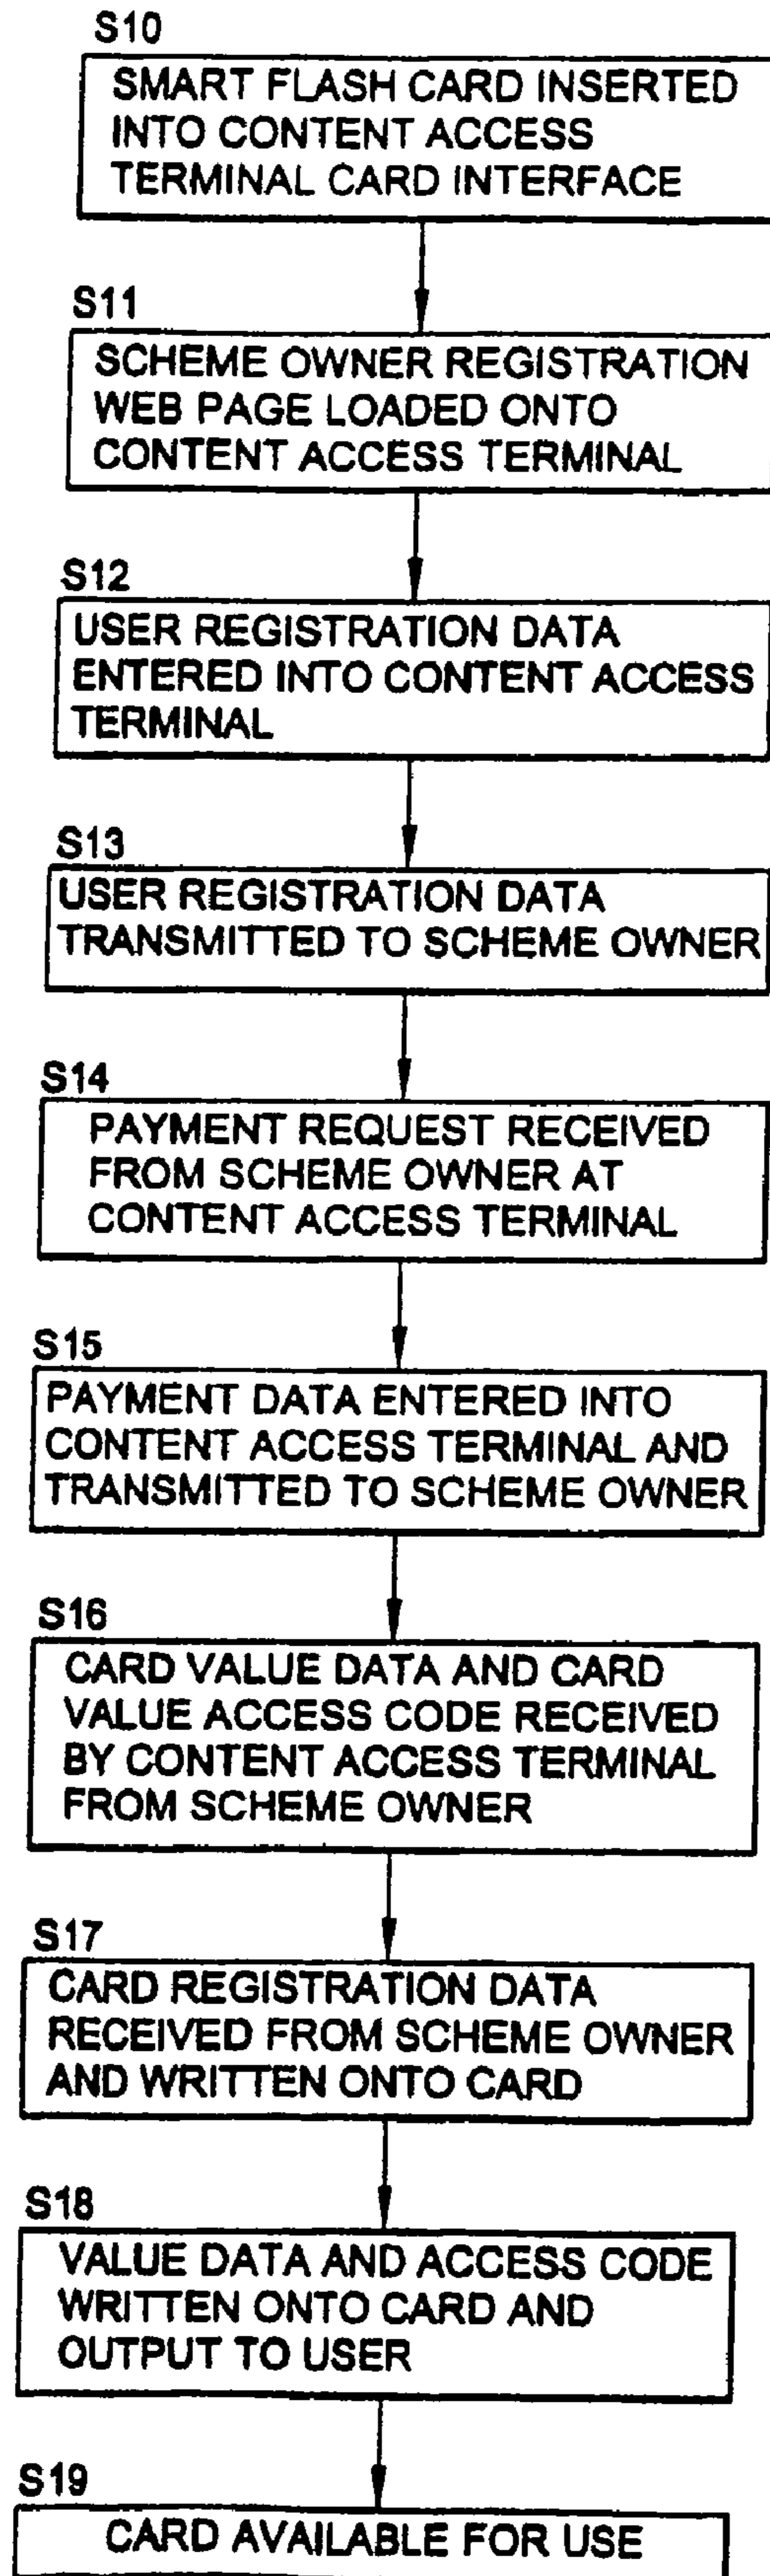 S10
SMART FLASH CARD INSERTED
INTO CONTENT ACCESS
TERMINAL CARD INTERFACE
S11
SCHEME OWNER REGISTRATION
WEB PAGE LOADED ONTO
CONTENT ACCESS TERMINAL
S12
USER REGISTRATION DATA
ENTERED INTO CONTENT ACCESS
TERMINAL
S13
USER REGISTRATION DATA
TRANSMITTED TO SCHEME OWNER
S14
PAYMENT REQUEST RECEIVED
FROM SCHEME OWNER AT
CONTENT ACCESS TERMINAL
S15
PAYMENT DATA ENTERED INTO
CONTENT ACCESS TERMINAL AND
TRANSMITTED TO SCHEME OWNER
S16
CARD VALUE DATA AND CARD
VALUE ACCESS CODE RECEIVED
BY CONTENT ACCESS TERMINAL
FROM SCHEME OWNER
S17
CARD REGISTRATION DATA
RECEIVED FROM SCHEME OWNER
AND WRITTEN ONTO CARD
S18
VALUE DATA AND ACCESS CODE
WRITTEN ONTO CARD AND
OUTPUT TO USER
S19
CARD AVAILABLE FOR USE